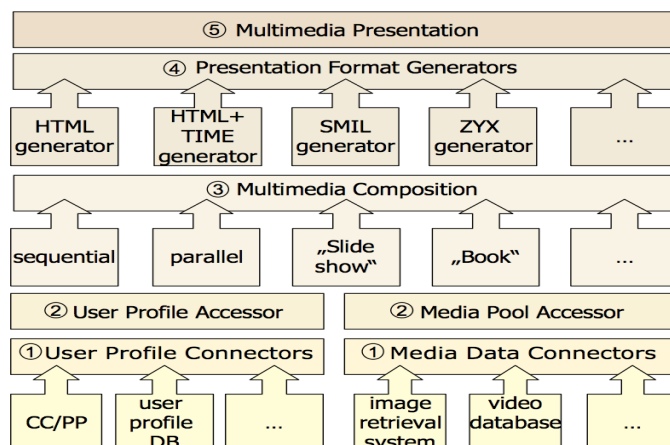 ⑤ Multimedia Presentation
④ Presentation Format Generators
HTML
generator
HTML+
TIME
generator
SMIL
generator
ZYX
generator
...
③ Multimedia Composition
sequential
parallel
„Slide
show“
„Book“
...
② User Profile Accessor
② Media Pool Accessor
① User Profile Connectors
① Media Data Connectors
CC/PP
user
profile
DB
...
image
retrieval
system
video
database
...